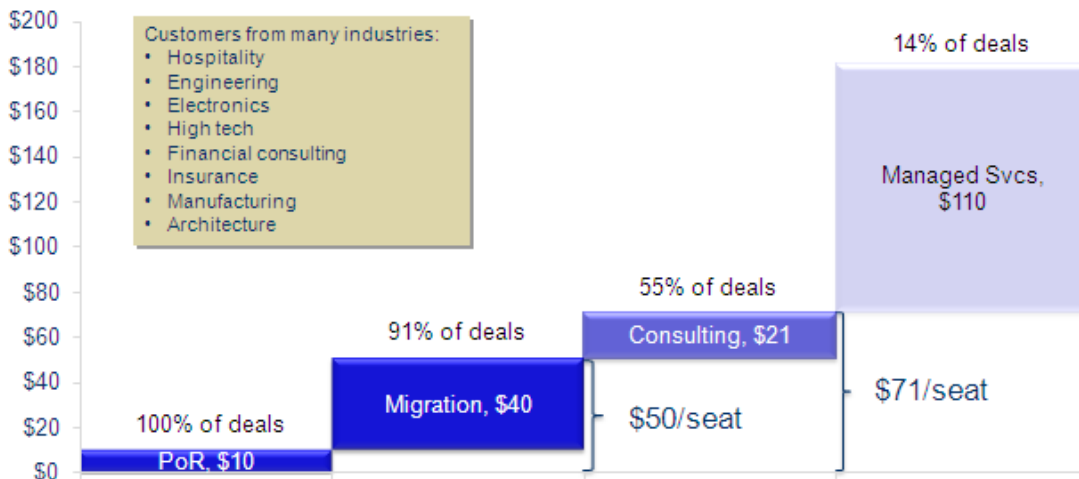 $200
$180
$160
$140
$120
$100
$80
$60
$40
$20
$0
Customers from many industries:
• Hospitality
• Engineering
• Electronics
• High tech
• Financial consulting
• Insurance
• Manufacturing
• Architecture
100% of deals
PoR, $10
91% of deals
Migration, $40
$50/seat
55% of deals
Consulting, $21
$71/seat
14% of deals
Managed Svcs,
$110